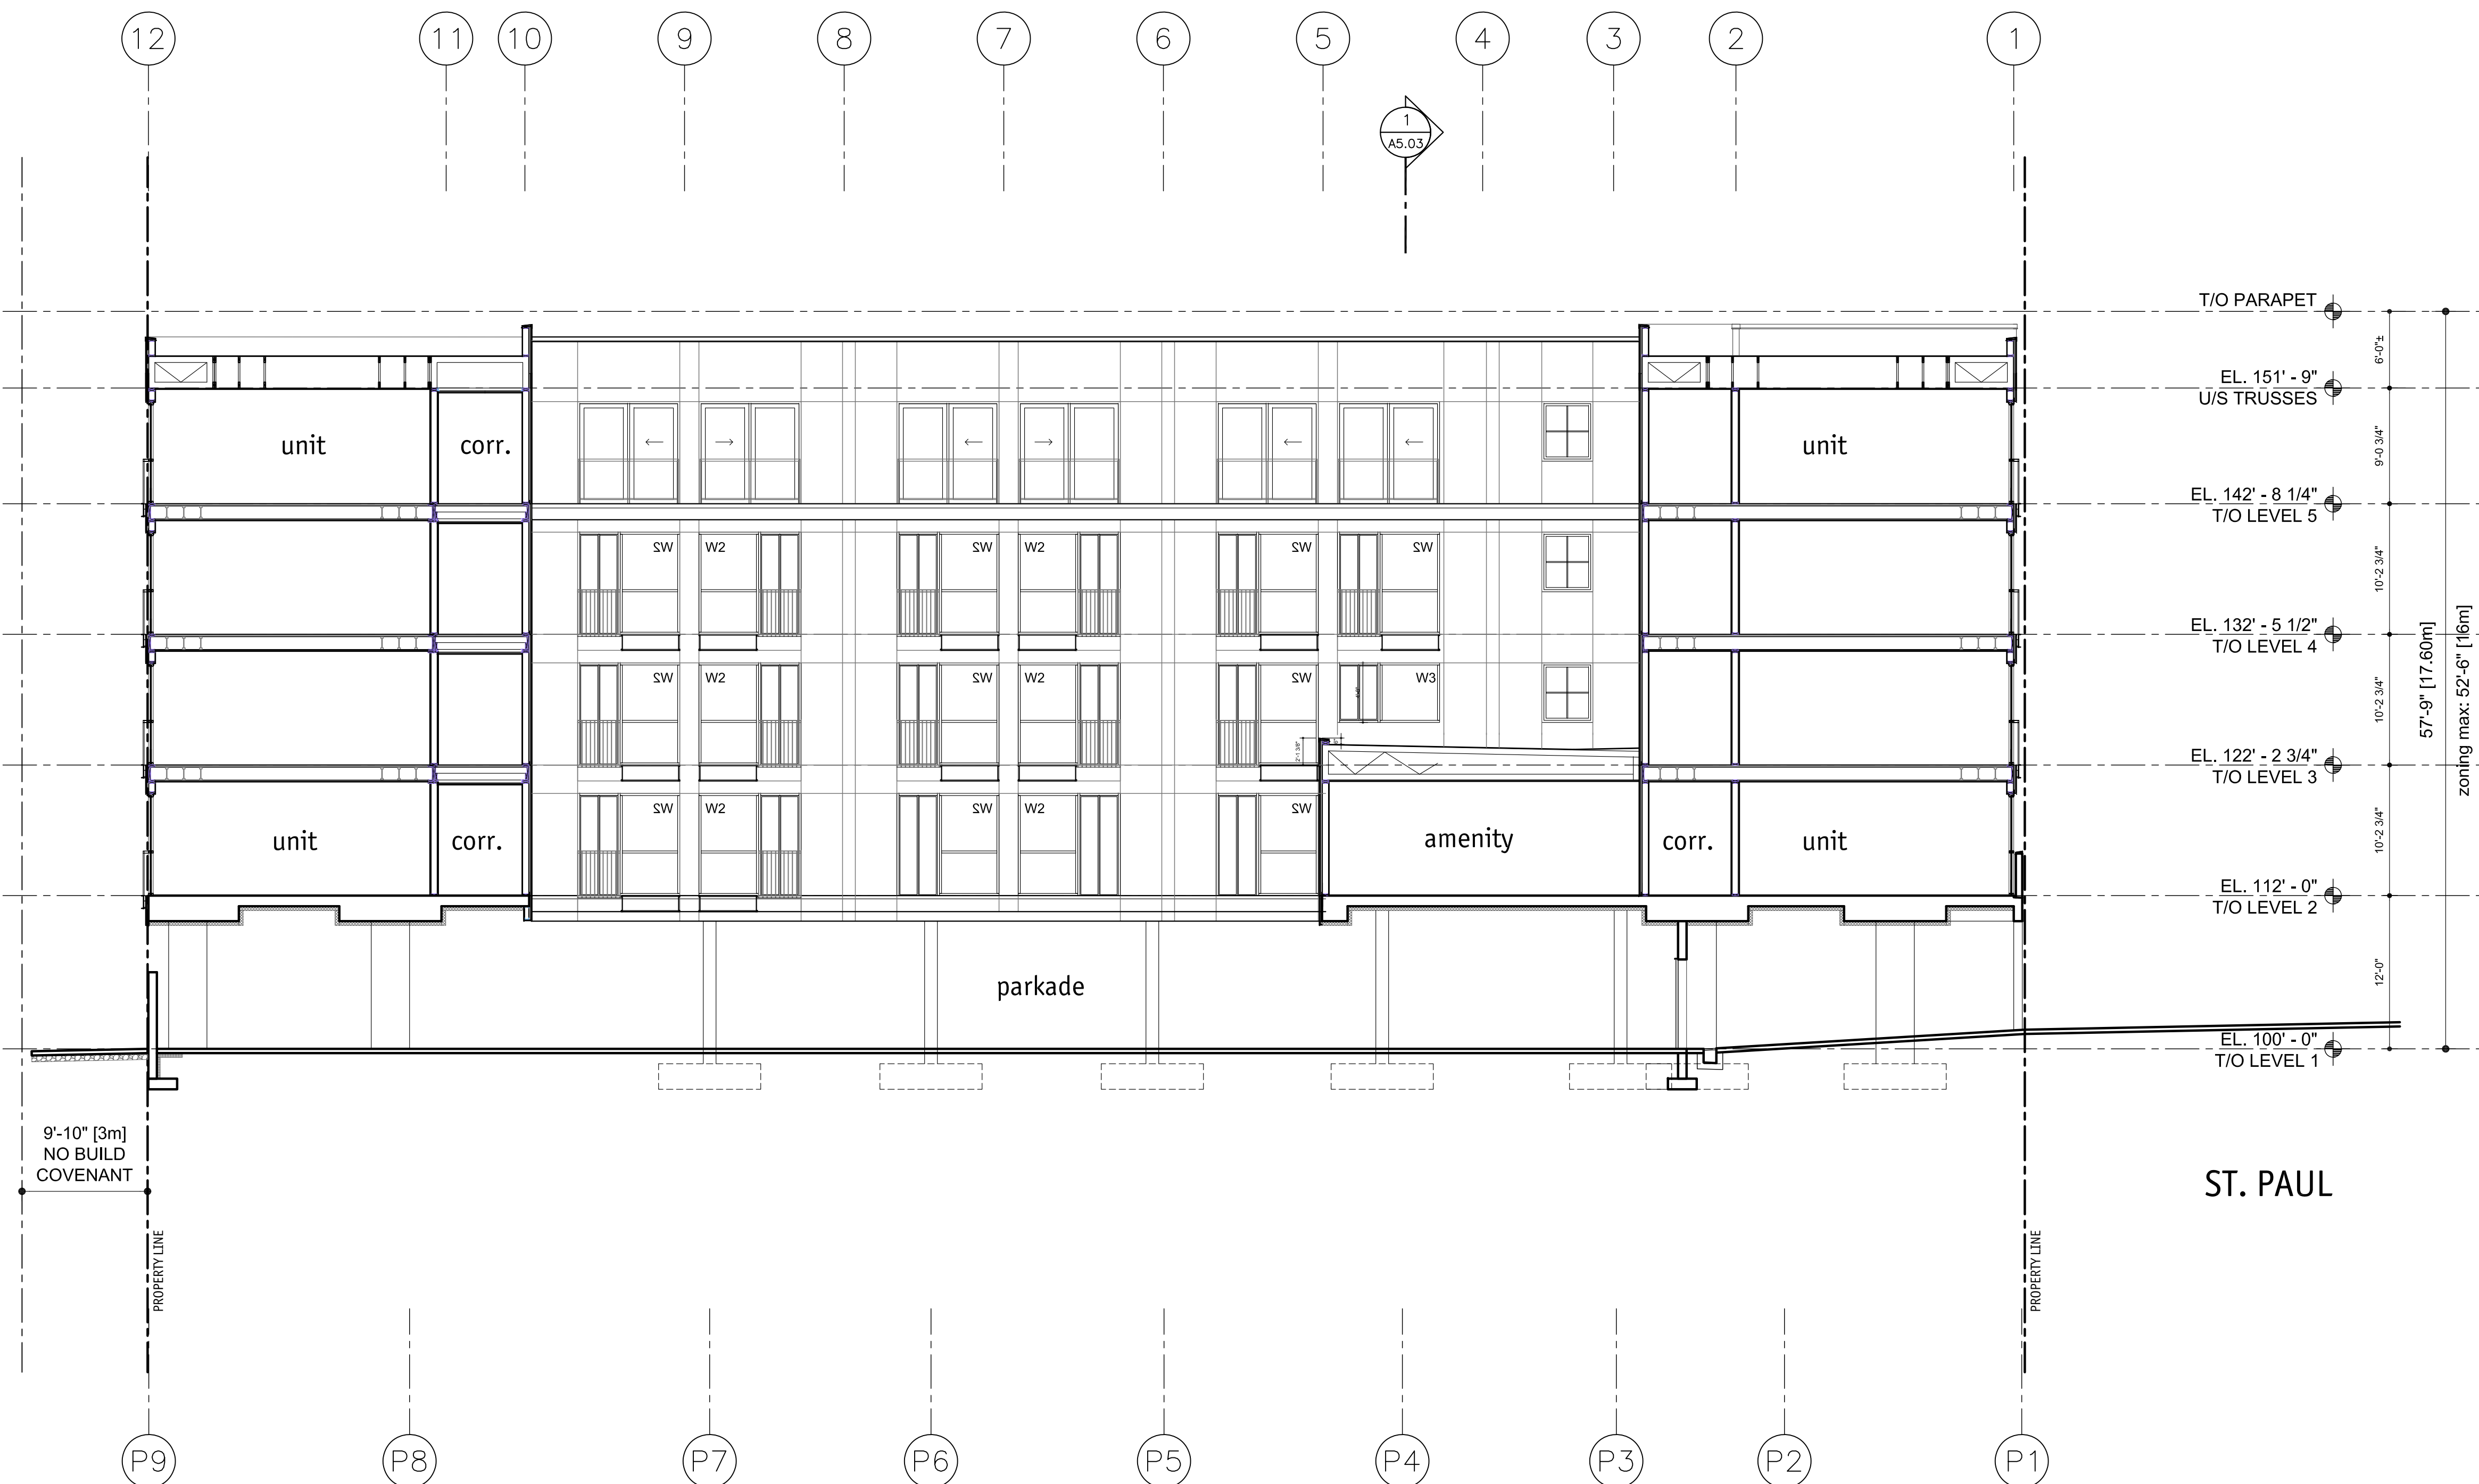 12 11 10 9 8 7 6 5 4 3 2 1
1
A5.03
T/O PARAPET
6'-0"±
EL. 151' - 9"
U/S TRUSSES
unit corr. unit
9'-0 3/4"
EL. 142' - 8 1/4"
T/O LEVEL 5
W2 W2 W2 W2 W2 W2
10'-2 3/4"
EL. 132' - 5 1/2"
T/O LEVEL 4
W2 W2 W2 W2 W2 W3
10'-2 3/4"
57'-9" [17.60m]
zoning max: 52'-6" [16m]
2'-1 3/8"
EL. 122' - 2 3/4"
T/O LEVEL 3
W2 W2 W2 W2 W2
unit corr. amenity corr. unit
10'-2 3/4"
EL. 112' - 0"
T/O LEVEL 2
parkade
12'-0"
EL. 100' - 0"
T/O LEVEL 1
9'-10" [3m]
NO BUILD
COVENANT
ST. PAUL
PROPERTY LINE
PROPERTY LINE
P9 P8 P7 P6 P5 P4 P3 P2 P1